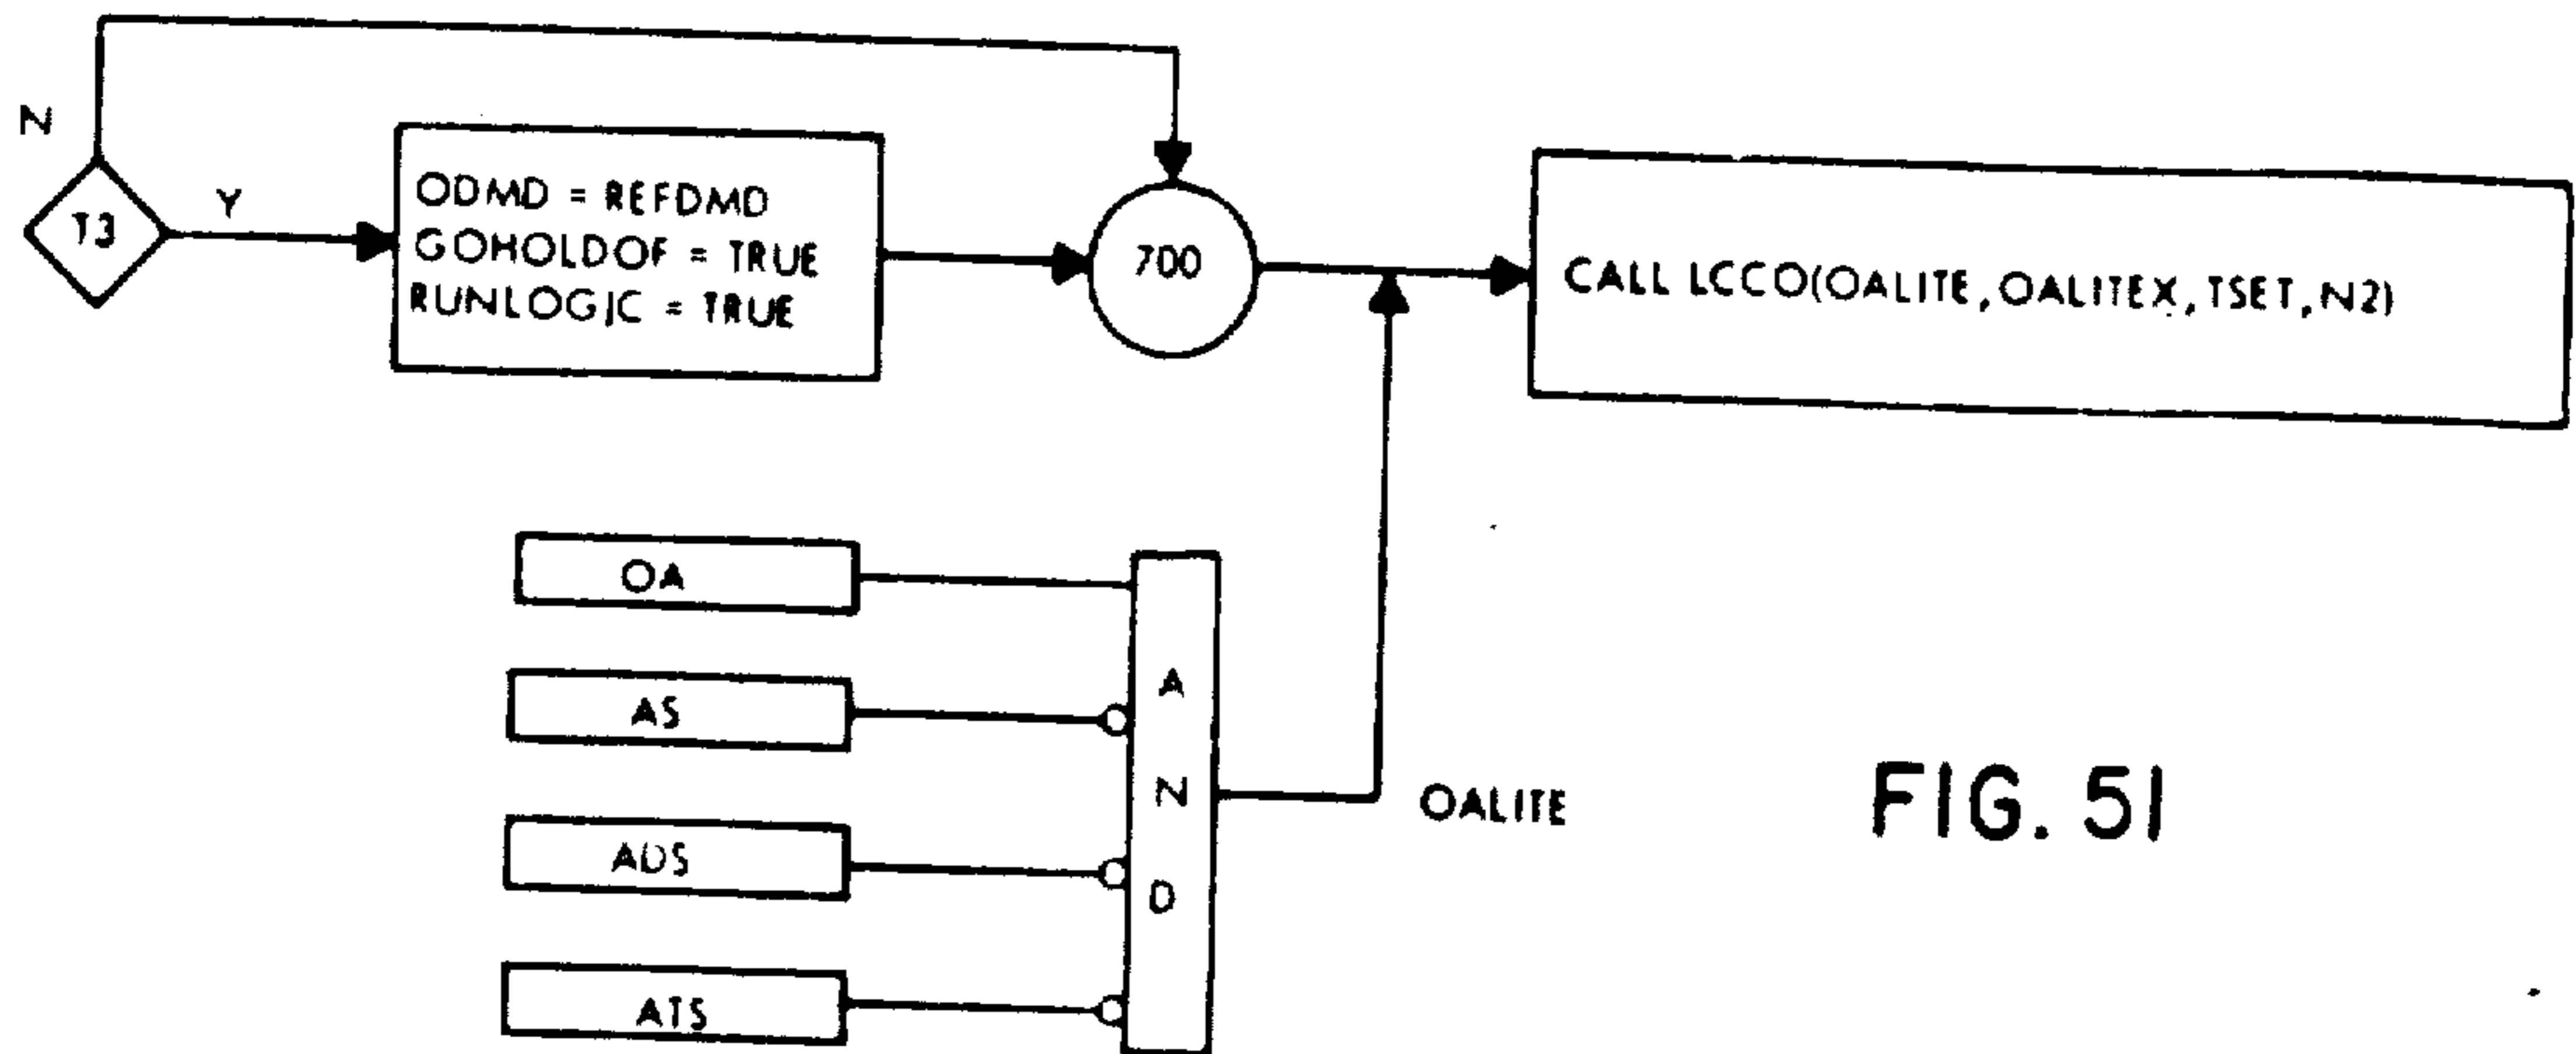 N
T3
Y
ODMD = REFDMD
GOHOLDOF = TRUE
RUNLOGIC = TRUE
700
CALL LCCO(OALITE,OALITEX,TSET,N2)
OA
AS
ADS
ATS
A
N
D
OALITE
FIG. 51